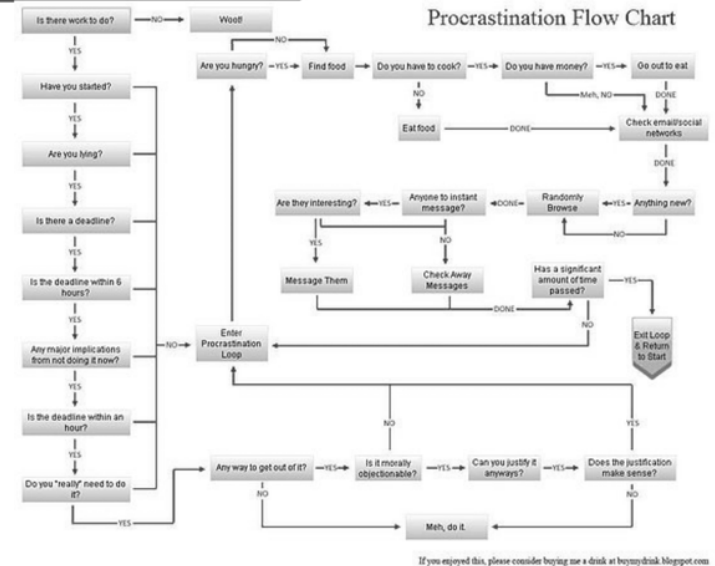 Procrastination Flow Chart
Is there work to do?
NO
Woot!
YES
Have you started?
YES
Are you lying?
YES
Is there a deadline?
YES
Is the deadline within 6
hours?
YES
Any major implications
from not doing it now?
YES
Is the deadline within an
hour?
YES
Do you "really" need to do
it?
YES
NO
Enter
Procrastination
Loop
NO
Are you hungry?
YES
Find food
Do you have to cook?
YES
Do you have money?
YES
Go out to eat
NO
Meh, NO
DONE
Eat food
DONE
Check email/social
networks
DONE
Anything new?
YES
NO
Randomly
Browse
DONE
Anyone to instant
message?
YES
Are they interesting?
YES
NO
Message Them
Check Away
Messages
DONE
Has a significant
amount of time
passed?
YES
NO
Exit Loop
& Return
to Start
NO
YES
Any way to get out of it?
YES
Is it morally
objectionable?
YES
Can you justify it
anyways?
YES
Does the justification
make sense?
NO
NO
Meh, do it.
If you enjoyed this, please consider buying me a drink at buymydrink.blogspot.com